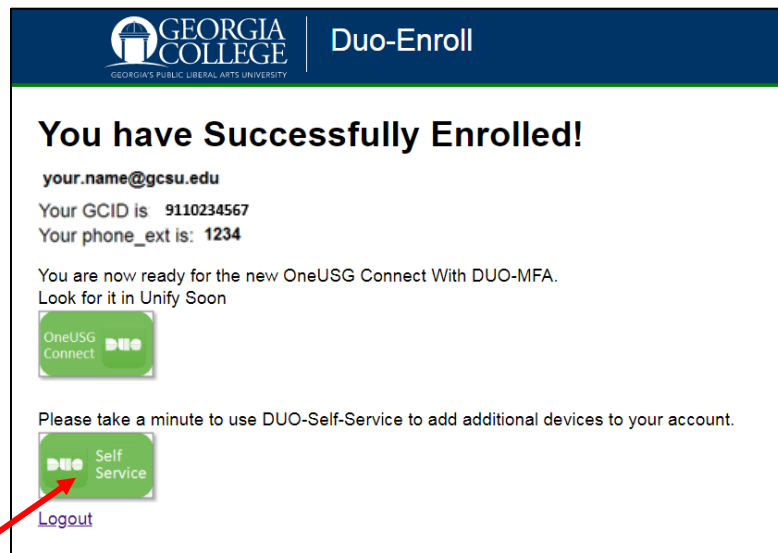 GEORGIA
COLLEGE
GEORGIA'S PUBLIC LIBERAL ARTS UNIVERSITY
Duo-Enroll
You have Successfully Enrolled!
your.name@gcsu.edu
Your GCID is 9110234567
Your phone_ext is: 1234
You are now ready for the new OneUSG Connect With DUO-MFA.
Look for it in Unify Soon
OneUSG
Connect DUO
Please take a minute to use DUO-Self-Service to add additional devices to your account.
DUO Self
Service
Logout